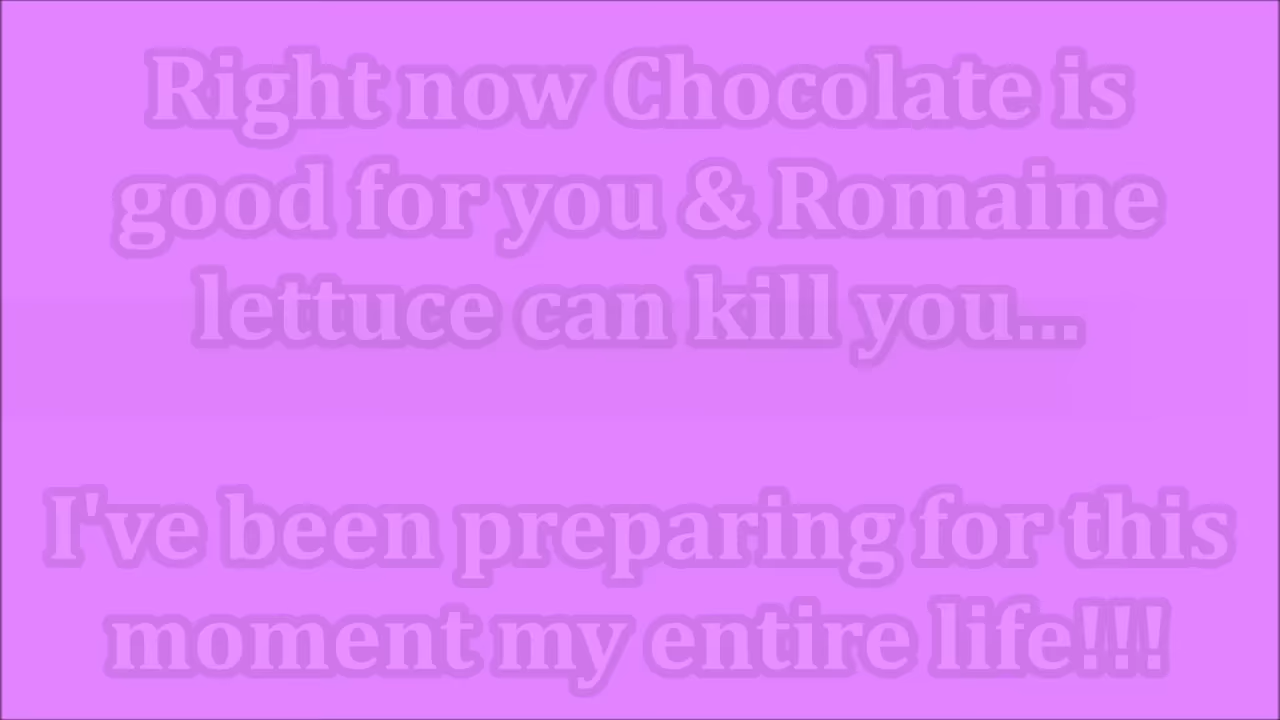 Right now Chocolate is
good for you & Romaine
lettuce can kill you...
I've been preparing for this
moment my entire life!!!